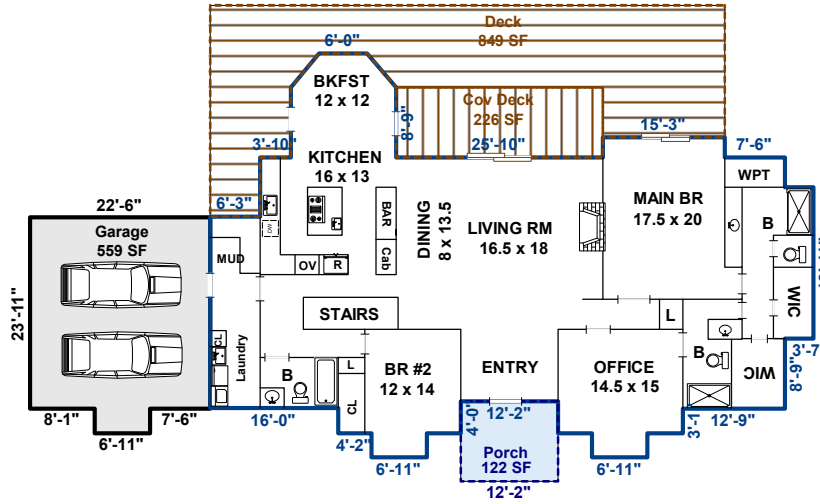 Deck
849 SF
6'-0"
BKFST
12 x 12
Cov Deck
226 SF
8'-9"
3'-10"
25'-10"
15'-3"
7'-6"
KITCHEN
16 x 13
WPT
6'-3"
MAIN BR
17.5 x 20
22'-6"
Garage
559 SF
DW
BAR
DINING
8 x 13.5
LIVING RM
16.5 x 18
B
MUD
OV
R
Cab
WIC
23'-11"
STAIRS
L
3'-7
CL
Laundry
B
L
BR #2
12 x 14
ENTRY
OFFICE
14.5 x 15
B
WIC
8'-9"
CL
8'-1"
7'-6"
6'-11"
16'-0"
4'-2"
6'-11"
4'-0"
12'-2"
Porch
122 SF
12'-2"
6'-11"
3'-1
12'-9"